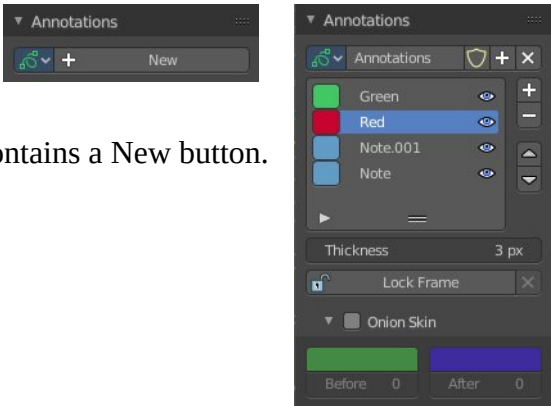 Annotations
New
ontains a New button.
Annotations
Annotations
Green
Red
Note.001
Note
Thickness 3 px
Lock Frame
Onion Skin
Before 0 After 0